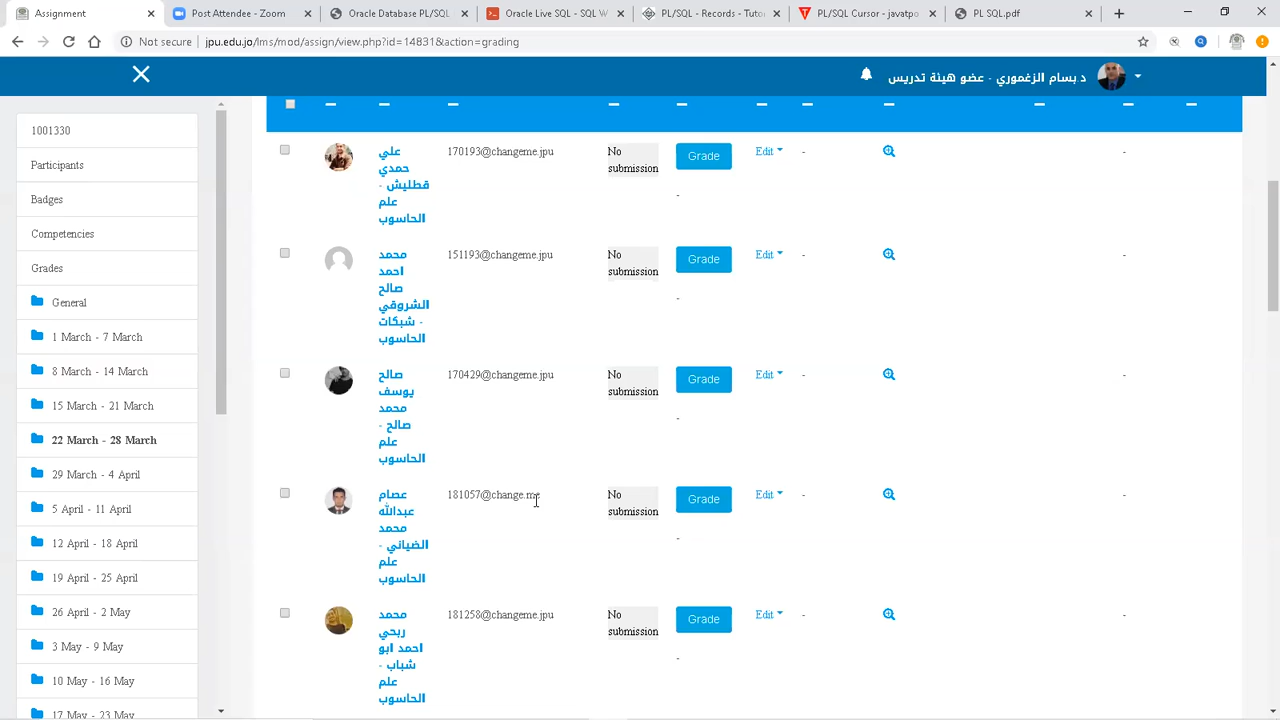 Assignment
Post Attendee - Zoom
Oracle Database PL/SQL
Oracle Live SQL - SQL W
PL/SQL - Records - Tutor
PL/SQL Cursor - javatpo
PL SQL.pdf
Not secure | jpu.edu.jo/lms/mod/assign/view.php?id=14831&action=grading
د بسام الزغموري - عضو هيئة تدريس
1001330
Participants
Badges
Competencies
Grades
General
1 March - 7 March
8 March - 14 March
15 March - 21 March
22 March - 28 March
29 March - 4 April
5 April - 11 April
12 April - 18 April
19 April - 25 April
26 April - 2 May
3 May - 9 May
10 May - 16 May
17 May - 23 May
علي
حمدي
قطليش -
علم
الحاسوب
170193@changeme.jpu
No
submission
Grade
Edit
-
-
-
محمد
احمد
صالح
الشروقي
- شبكات
الحاسوب
151193@changeme.jpu
No
submission
Grade
Edit
-
-
-
صالح
يوسف
محمد
صالح -
علم
الحاسوب
170429@changeme.jpu
No
submission
Grade
Edit
-
-
-
عصام
عبدالله
محمد
الضياني -
علم
الحاسوب
181057@change.me
No
submission
Grade
Edit
-
-
-
محمد
ربحي
احمد ابو
شباب -
علم
الحاسوب
181258@changeme.jpu
No
submission
Grade
Edit
-
-
-